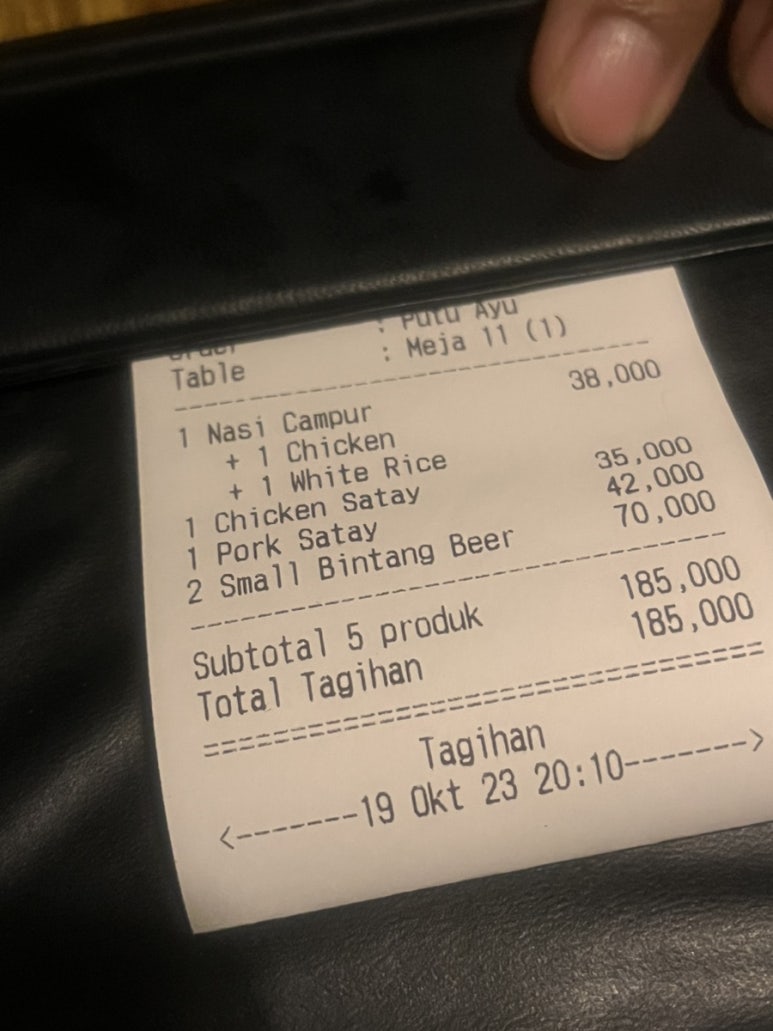 Order : Putu Ayu
Table : Meja 11 (1)
--------------------------------
1 Nasi Campur 38,000
+ 1 Chicken
+ 1 White Rice
1 Chicken Satay 35,000
1 Pork Satay 42,000
2 Small Bintang Beer 70,000
--------------------------------
Subtotal 5 produk 185,000
Total Tagihan 185,000
================================
Tagihan
<-------19 Okt 23 20:10------->